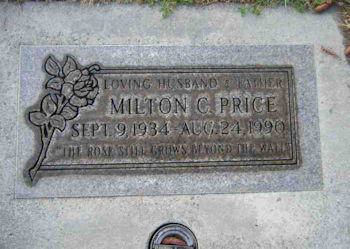 LOVING HUSBAND & FATHER
MILTON C. PRICE
SEPT. 9, 1934 - AUG. 24, 1990
"THE ROSE STILL GROWS BEYOND THE WALL"